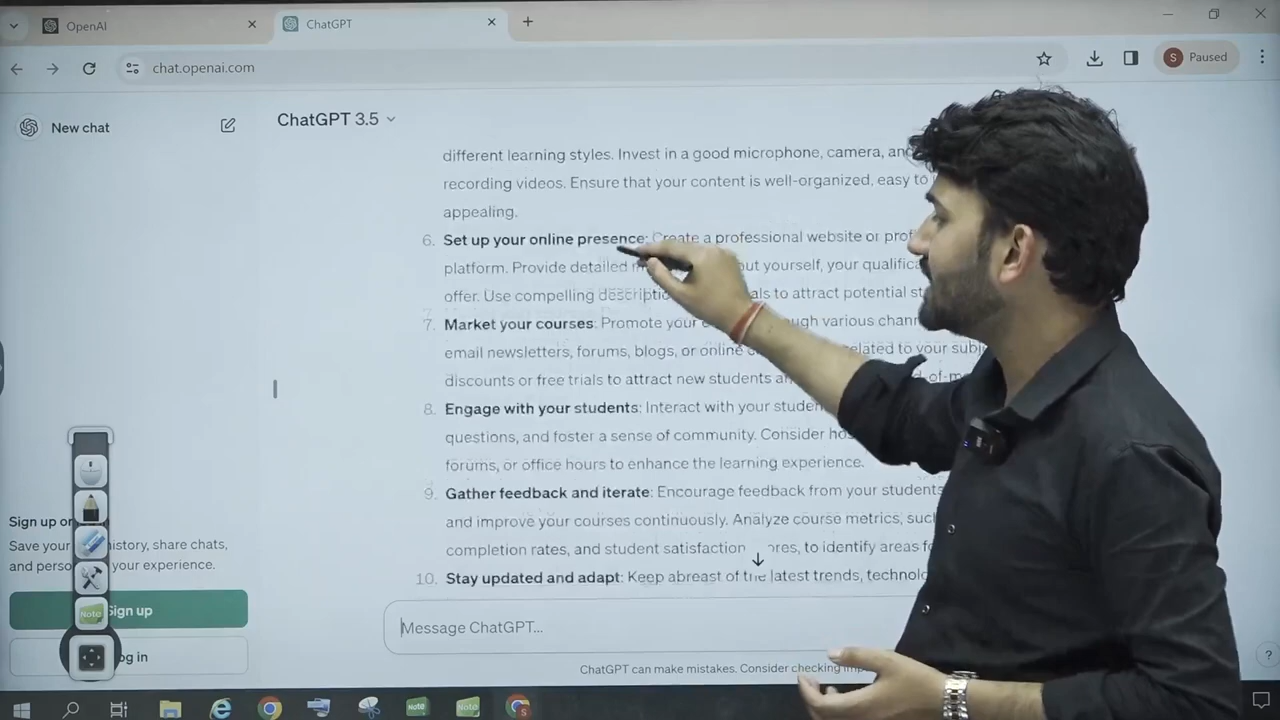 OpenAI
ChatGPT
chat.openai.com
S Paused
New chat
ChatGPT 3.5
different learning styles. Invest in a good microphone, camera, and
recording videos. Ensure that your content is well-organized, easy to
appealing.
6. Set up your online presence: Create a professional website or
platform. Provide detailed out yourself, your
offer. Use compelling to attract potential
7. Market your courses: Promote your through various
email newsletters, forums, blogs, or online related to your
discounts or free trials to attract new students
8. Engage with your students: Interact with your
questions, and foster a sense of community. Consider
forums, or office hours to enhance the learning experience.
9. Gather feedback and iterate: Encourage feedback from your students
and improve your courses continuously. Analyze course metrics,
completion rates, and student satisfaction to identify areas
10. Stay updated and adapt: Keep abreast of the latest trends,
Sign up or
Save your history, share chats,
and your experience.
Sign up
Log in
Note
Message ChatGPT...
ChatGPT can make mistakes. Consider checking
?
Note
Note
S